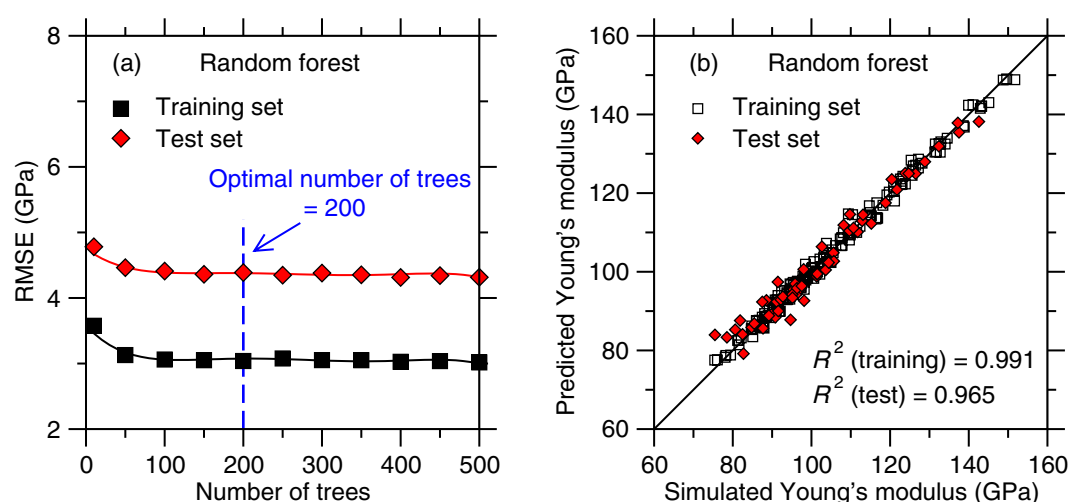 8
6
4
2
0
100
200
300
400
500
RMSE (GPa)
Number of trees
(a)
Random forest
Training set
Test set
Optimal number of trees
= 200
160
140
120
100
80
60
60
80
100
120
140
160
Predicted Young's modulus (GPa)
Simulated Young's modulus (GPa)
(b)
Random forest
Training set
Test set
R² (training) = 0.991
R² (test) = 0.965